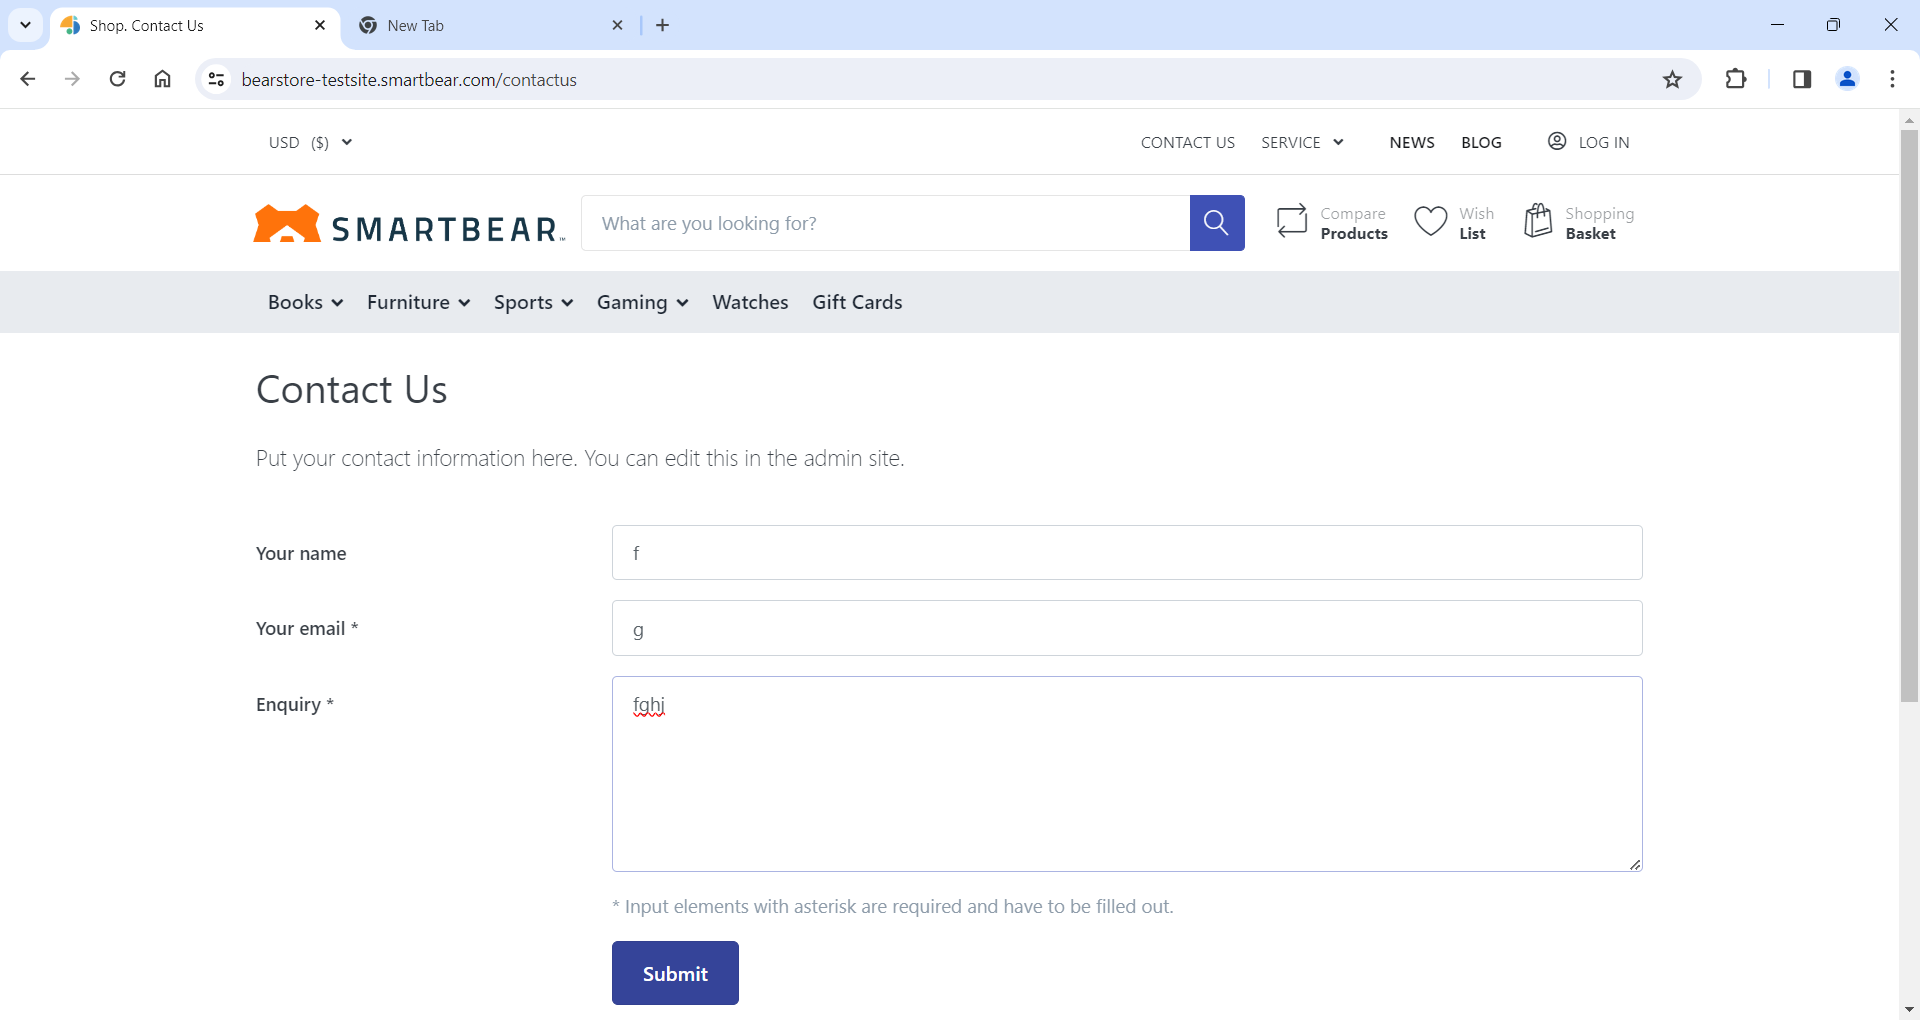 Shop. Contact Us
New Tab
bearstore-testsite.smartbear.com/contactus
USD ($)
CONTACT US SERVICE NEWS BLOG LOG IN
SMARTBEAR™
What are you looking for?
Compare Products
Wish List
Shopping Basket
Books Furniture Sports Gaming Watches Gift Cards
Contact Us
Put your contact information here. You can edit this in the admin site.
Your name
f
Your email *
g
Enquiry *
fghj
* Input elements with asterisk are required and have to be filled out.
Submit